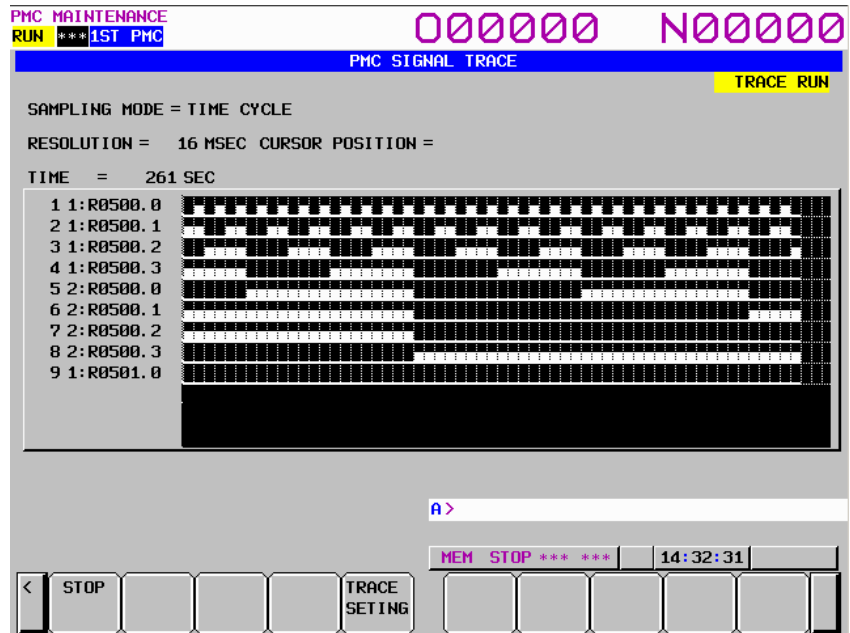 PMC MAINTENANCE
O00000 N00000
RUN ***1ST PMC
PMC SIGNAL TRACE
TRACE RUN
SAMPLING MODE = TIME CYCLE
RESOLUTION = 16 MSEC CURSOR POSITION =
TIME = 261 SEC
1 1:R0500.0
2 1:R0500.1
3 1:R0500.2
4 1:R0500.3
5 2:R0500.0
6 2:R0500.1
7 2:R0500.2
8 2:R0500.3
9 1:R0501.0
A>
MEM STOP *** *** 14:32:31
< STOP TRACE
SETING